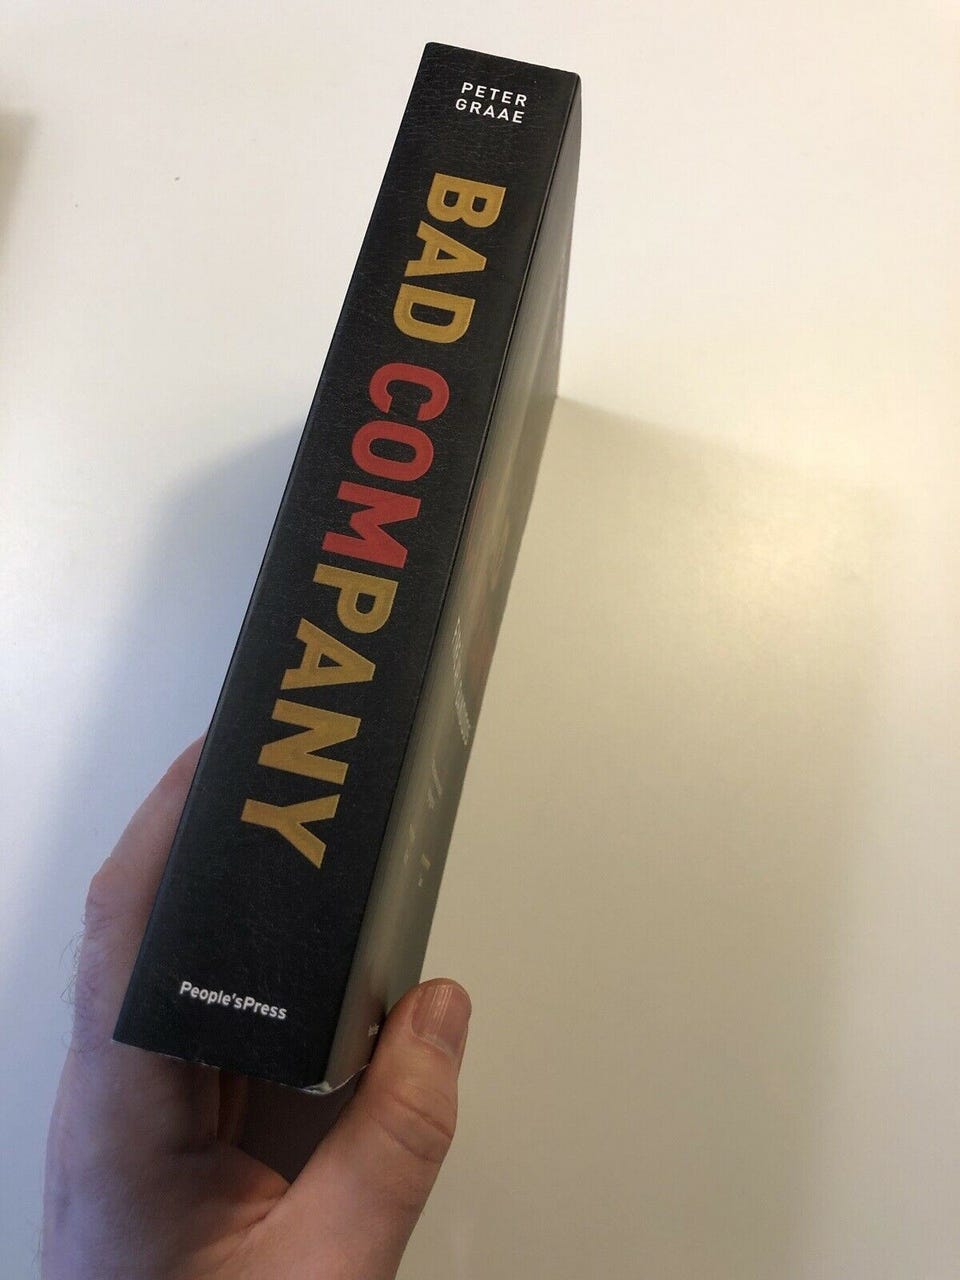 PETER
GRAAE
BAD COMPANY
People'sPress